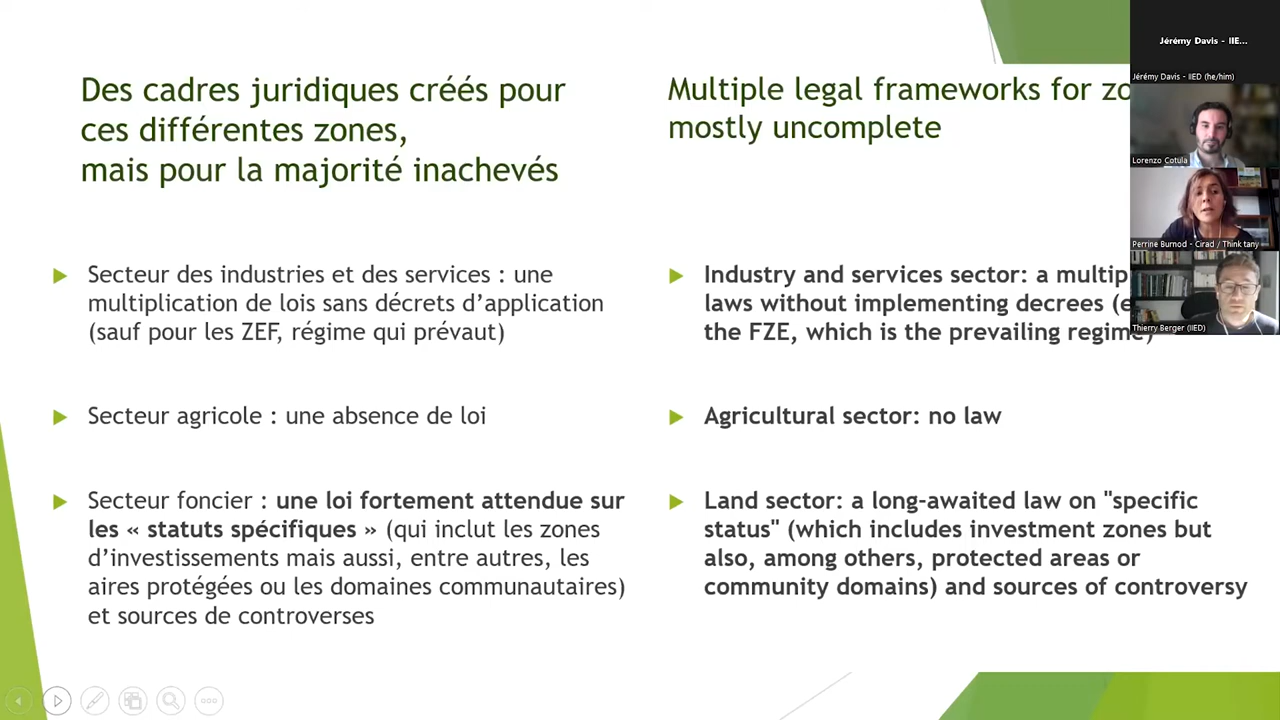 Des cadres juridiques créés pour
ces différentes zones,
mais pour la majorité inachevés
Secteur des industries et des services : une
multiplication de lois sans décrets d'application
(sauf pour les ZEF, régime qui prévaut)
Secteur agricole : une absence de loi
Secteur foncier : une loi fortement attendue sur
les « statuts spécifiques » (qui inclut les zones
d'investissements mais aussi, entre autres, les
aires protégées ou les domaines communautaires)
et sources de controverses
Multiple legal frameworks for
mostly uncomplete
Industry and services sector: a
laws without implementing decrees
the FZE, which is the prevailing regime)
Agricultural sector: no law
Land sector: a long-awaited law on "specific
status" (which includes investment zones but
also, among others, protected areas or
community domains) and sources of controversy
Jérémy Davis - IIE...
Jérémy Davis - IIED (he/him)
Lorenzo Cotula
Perrine Burnod - Cirad / Think tany
Thierry Berger (IIED)